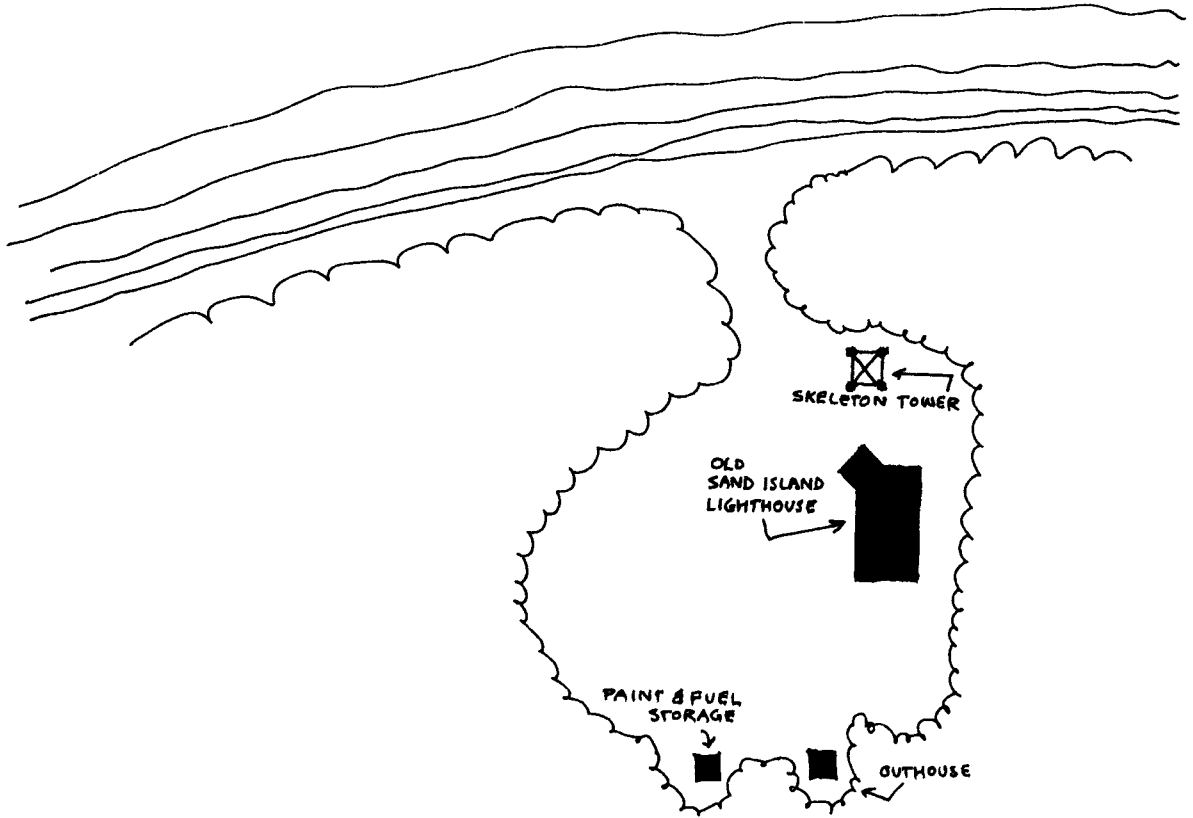 SKELETON TOWER
OLD
SAND ISLAND
LIGHTHOUSE
PAINT & FUEL
STORAGE
OUTHOUSE